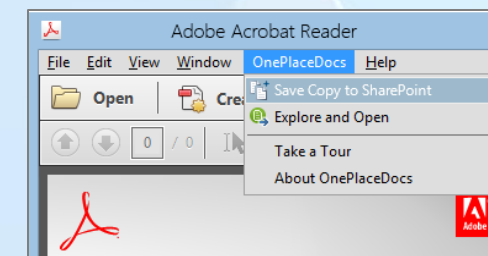 Adobe Acrobat Reader
File Edit View Window OnePlaceDocs Help
Save Copy to SharePoint
Open
Explore and Open
0 / 0
Take a Tour
About OnePlaceDocs
Adobe